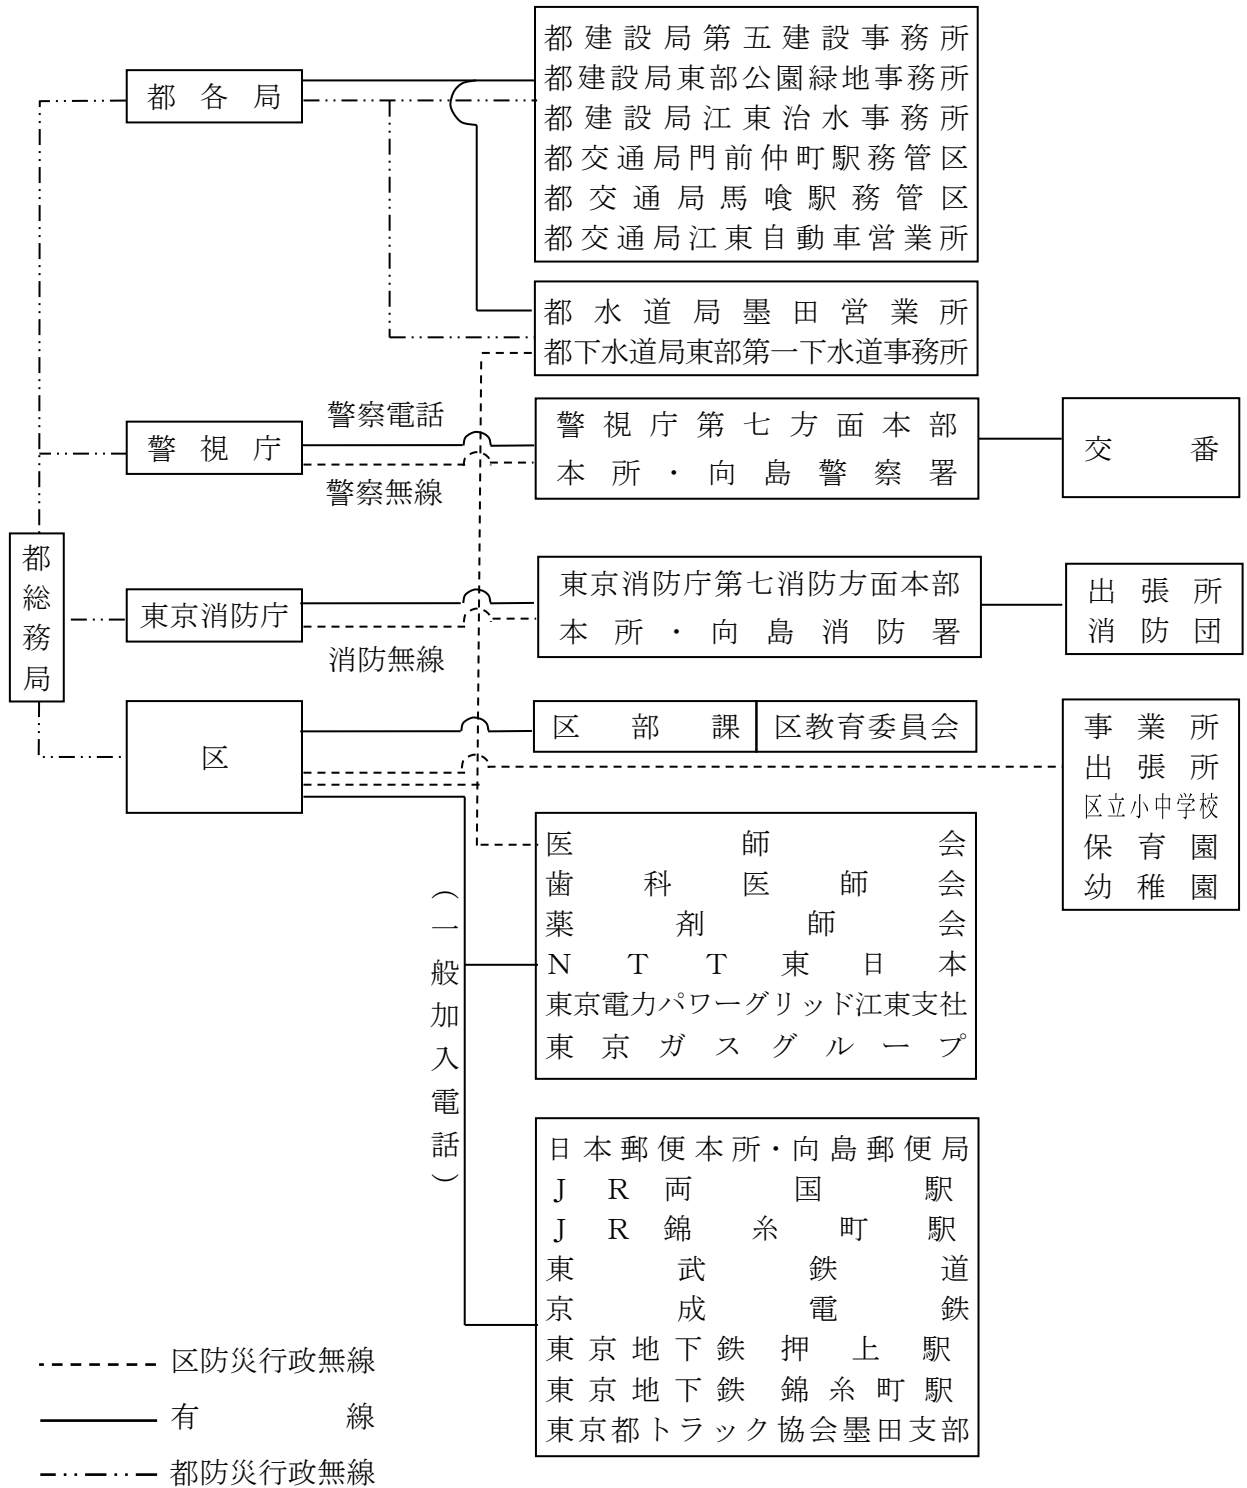 都建設局第五建設事務所
都建設局東部公園緑地事務所
都建設局江東治水事務所
都交通局門前仲町駅務管区
都交通局馬喰駅務管区
都交通局江東自動車営業所
都各局
都水道局墨田営業所
都下水道局東部第一下水道事務所
警察電話
警視庁
警察無線
警視庁第七方面本部
本所・向島警察署
交番
都総務局
東京消防庁
消防無線
東京消防庁第七消防方面本部
本所・向島消防署
出張所
消防団
区
区部課
区教育委員会
事業所
出張所
区立小中学校
保育園
幼稚園
医師会
歯科医師会
薬剤師会
NTT東日本
東京電力パワーグリッド江東支社
東京ガスグループ
（一般加入電話）
日本郵便本所・向島郵便局
JR両国駅
JR錦糸町駅
東武鉄道
京成電鉄
東京地下鉄 押上駅
東京地下鉄 錦糸町駅
東京都トラック協会墨田支部
区防災行政無線
有線
都防災行政無線